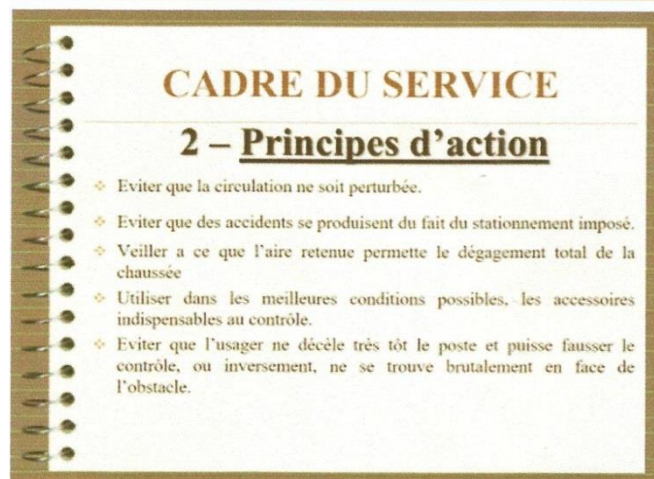 CADRE DU SERVICE
2 – Principes d’action
Eviter que la circulation ne soit perturbée.
Eviter que des accidents se produisent du fait du stationnement imposé.
Veiller a ce que l’aire retenue permette le dégagement total de la
chaussée
Utiliser dans les meilleures conditions possibles, les accessoires
indispensables au contrôle.
Eviter que l’usager ne décèle très tôt le poste et puisse fausser le
contrôle, ou inversement, ne se trouve brutalement en face de
l’obstacle.